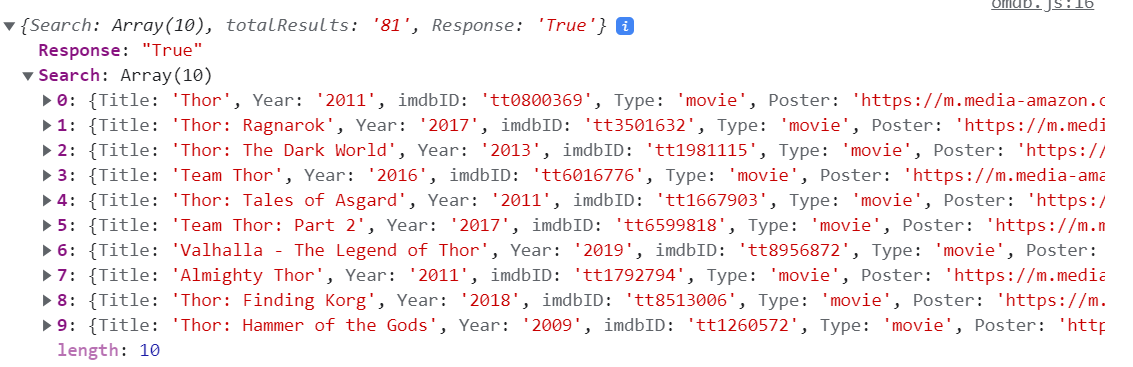 omdb.js:16
▼{Search: Array(10), totalResults: '81', Response: 'True'} i
Response: "True"
▼Search: Array(10)
▶0: {Title: 'Thor', Year: '2011', imdbID: 'tt0800369', Type: 'movie', Poster: 'https://m.media-amazon.c
▶1: {Title: 'Thor: Ragnarok', Year: '2017', imdbID: 'tt3501632', Type: 'movie', Poster: 'https://m.medi
▶2: {Title: 'Thor: The Dark World', Year: '2013', imdbID: 'tt1981115', Type: 'movie', Poster: 'https:/
▶3: {Title: 'Team Thor', Year: '2016', imdbID: 'tt6016776', Type: 'movie', Poster: 'https://m.media-ama
▶4: {Title: 'Thor: Tales of Asgard', Year: '2011', imdbID: 'tt1667903', Type: 'movie', Poster: 'https:/
▶5: {Title: 'Team Thor: Part 2', Year: '2017', imdbID: 'tt6599818', Type: 'movie', Poster: 'https://m.m
▶6: {Title: 'Valhalla - The Legend of Thor', Year: '2019', imdbID: 'tt8956872', Type: 'movie', Poster:
▶7: {Title: 'Almighty Thor', Year: '2011', imdbID: 'tt1792794', Type: 'movie', Poster: 'https://m.media
▶8: {Title: 'Thor: Finding Korg', Year: '2018', imdbID: 'tt8513006', Type: 'movie', Poster: 'https://m.
▶9: {Title: 'Thor: Hammer of the Gods', Year: '2009', imdbID: 'tt1260572', Type: 'movie', Poster: 'http
length: 10